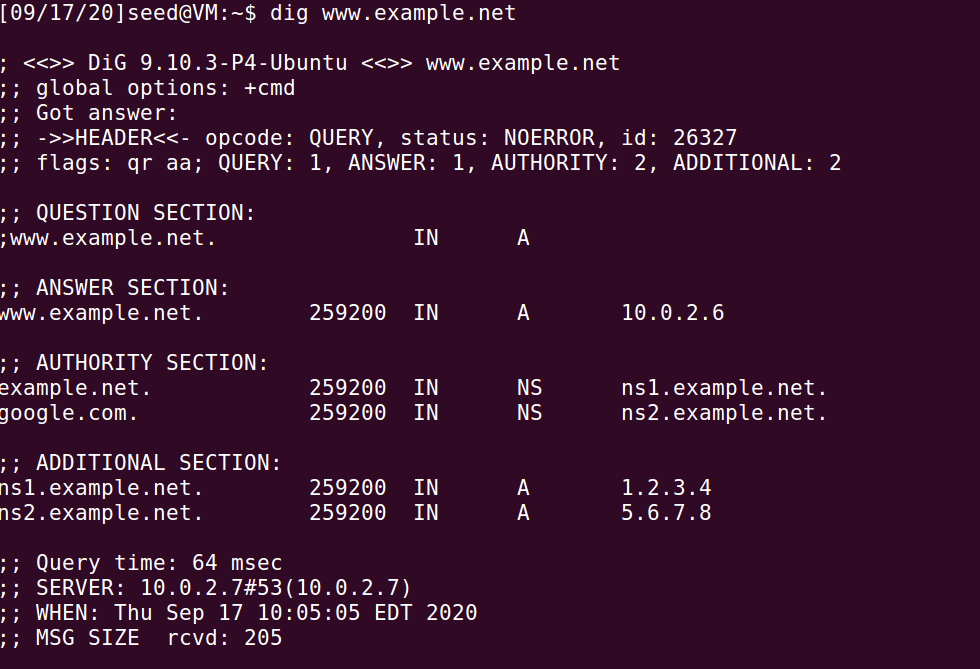 [09/17/20]seed@VM:~$ dig www.example.net
; <<>> DiG 9.10.3-P4-Ubuntu <<>> www.example.net
;; global options: +cmd
;; Got answer:
;; ->>HEADER<<- opcode: QUERY, status: NOERROR, id: 26327
;; flags: qr aa; QUERY: 1, ANSWER: 1, AUTHORITY: 2, ADDITIONAL: 2
;; QUESTION SECTION:
;www.example.net. IN A
;; ANSWER SECTION:
www.example.net. 259200 IN A 10.0.2.6
;; AUTHORITY SECTION:
example.net. 259200 IN NS ns1.example.net.
google.com. 259200 IN NS ns2.example.net.
;; ADDITIONAL SECTION:
ns1.example.net. 259200 IN A 1.2.3.4
ns2.example.net. 259200 IN A 5.6.7.8
;; Query time: 64 msec
;; SERVER: 10.0.2.7#53(10.0.2.7)
;; WHEN: Thu Sep 17 10:05:05 EDT 2020
;; MSG SIZE  rcvd: 205